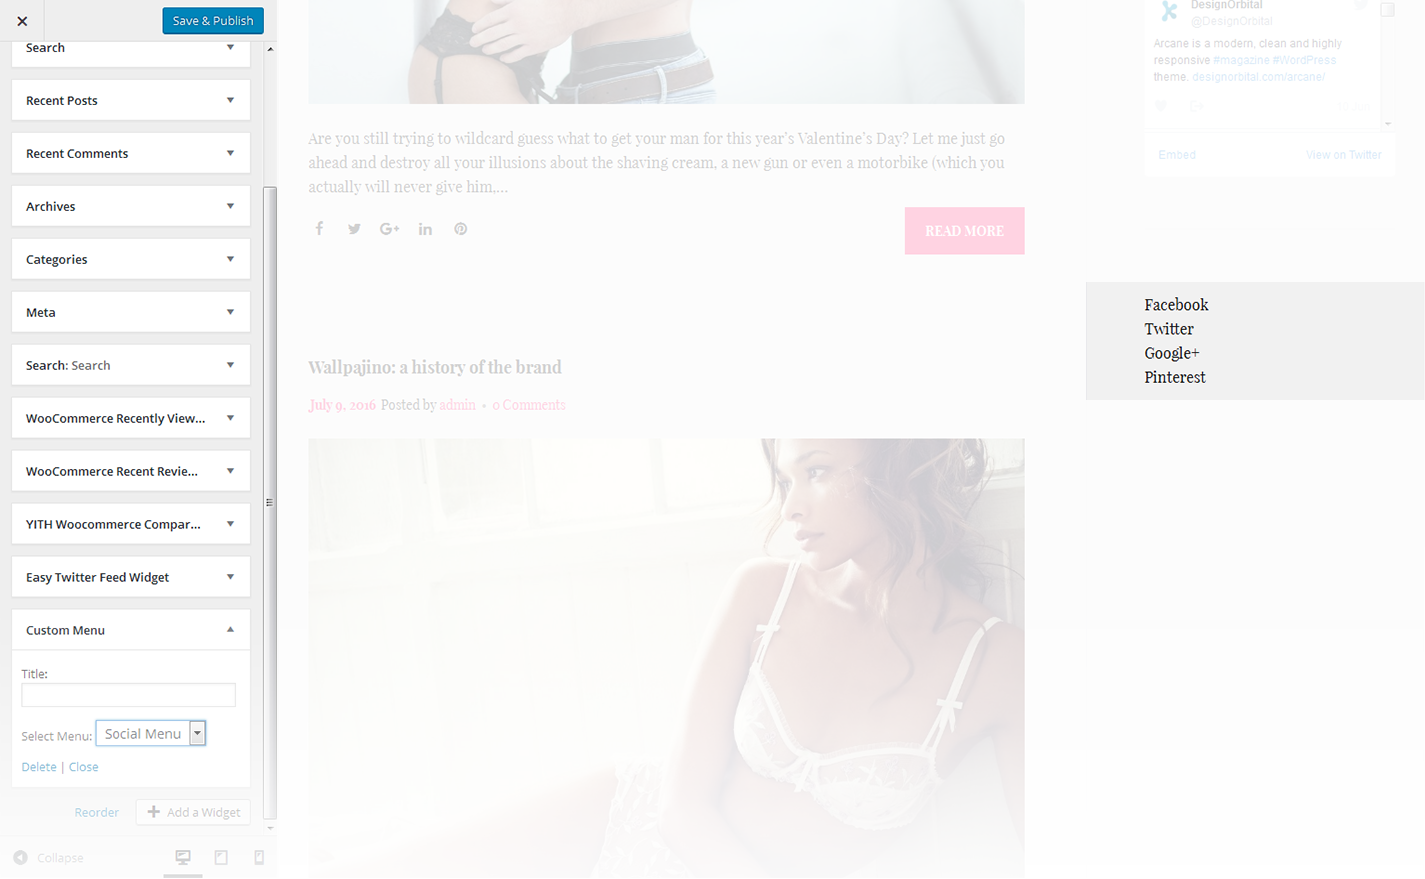 Save & Publish
Search
Recent Posts
Recent Comments
Archives
Categories
Meta
Search: Search
WooCommerce Recently View...
WooCommerce Recent Revie...
YITH Woocommerce Compar...
Easy Twitter Feed Widget
Custom Menu
Title:
Select Menu: Social Menu
Delete | Close
Reorder
Add a Widget
Collapse
Are you still trying to wildcard guess what to get your man for this year's Valentine's Day? Let me just go
ahead and destroy all your illusions about the shaving cream, a new gun or even a motorbike (which you
actually will never give him,...
READ MORE
Wallpajino: a history of the brand
July 9, 2016 Posted by admin • 0 Comments
DesignOrbital
@DesignOrbital
Arcane is a modern, clean and highly
responsive #magazine #WordPress
theme. designorbital.com/arcane/
Embed
View on Twitter
Facebook
Twitter
Google+
Pinterest